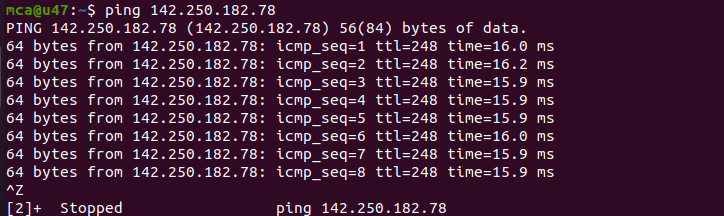 mca@u47:~$ ping 142.250.182.78
PING 142.250.182.78 (142.250.182.78) 56(84) bytes of data.
64 bytes from 142.250.182.78: icmp_seq=1 ttl=248 time=16.0 ms
64 bytes from 142.250.182.78: icmp_seq=2 ttl=248 time=16.2 ms
64 bytes from 142.250.182.78: icmp_seq=3 ttl=248 time=15.9 ms
64 bytes from 142.250.182.78: icmp_seq=4 ttl=248 time=15.9 ms
64 bytes from 142.250.182.78: icmp_seq=5 ttl=248 time=15.9 ms
64 bytes from 142.250.182.78: icmp_seq=6 ttl=248 time=16.0 ms
64 bytes from 142.250.182.78: icmp_seq=7 ttl=248 time=15.9 ms
64 bytes from 142.250.182.78: icmp_seq=8 ttl=248 time=15.9 ms
^Z
[2]+  Stopped                 ping 142.250.182.78